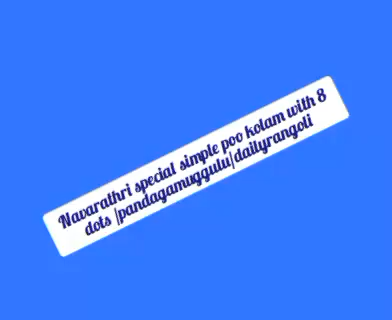 Navarathri special simple poo kolam with 8
dots |pandagamuggulu|dailyrangoli